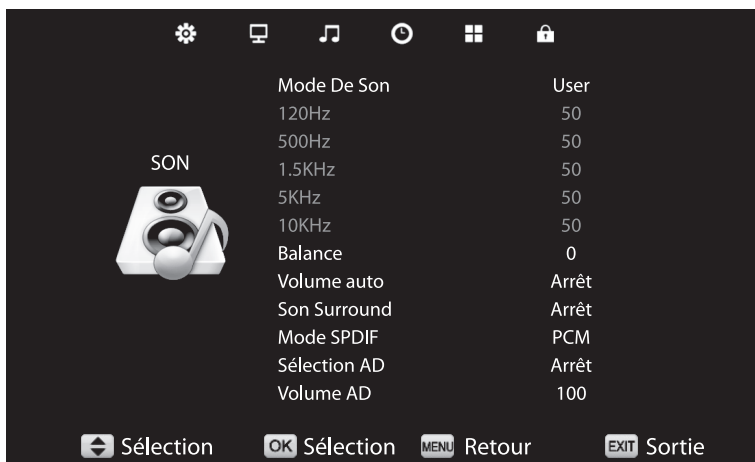 Mode De Son User
120Hz 50
500Hz 50
SON
1.5KHz 50
5KHz 50
10KHz 50
Balance 0
Volume auto Arrêt
Son Surround Arrêt
Mode SPDIF PCM
Sélection AD Arrêt
Volume AD 100
Sélection OK Sélection MENU Retour EXIT Sortie